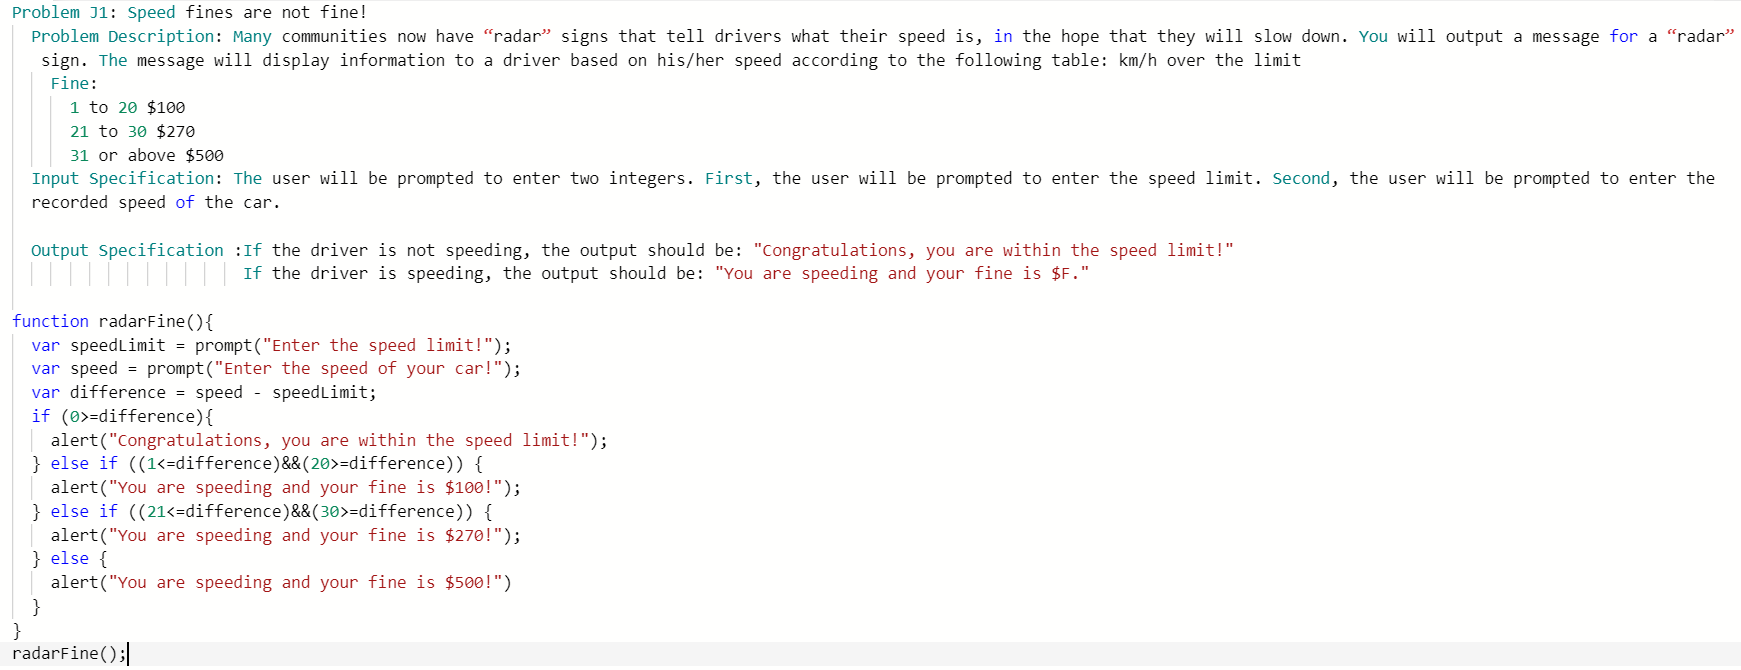 Problem J1: Speed fines are not fine!
Problem Description: Many communities now have “radar” signs that tell drivers what their speed is, in the hope that they will slow down. You will output a message for a “radar”
sign. The message will display information to a driver based on his/her speed according to the following table: km/h over the limit
Fine:
1 to 20 $100
21 to 30 $270
31 or above $500
Input Specification: The user will be prompted to enter two integers. First, the user will be prompted to enter the speed limit. Second, the user will be prompted to enter the
recorded speed of the car.
Output Specification :If the driver is not speeding, the output should be: "Congratulations, you are within the speed limit!"
If the driver is speeding, the output should be: "You are speeding and your fine is $F."
function radarFine(){
var speedLimit = prompt("Enter the speed limit!");
var speed = prompt("Enter the speed of your car!");
var difference = speed - speedLimit;
if (0>=difference){
alert("Congratulations, you are within the speed limit!");
} else if ((1<=difference)&&(20>=difference)) {
alert("You are speeding and your fine is $100!");
} else if ((21<=difference)&&(30>=difference)) {
alert("You are speeding and your fine is $270!");
} else {
alert("You are speeding and your fine is $500!")
}
}
radarFine();